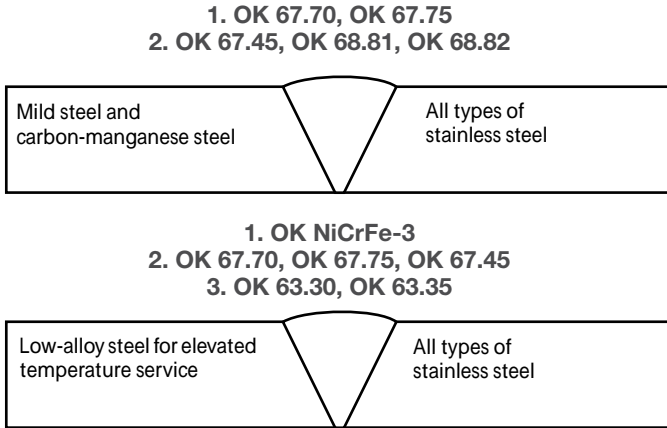 1. OK 67.70, OK 67.75
2. OK 67.45, OK 68.81, OK 68.82
Mild steel and
carbon-manganese steel
All types of
stainless steel
1. OK NiCrFe-3
2. OK 67.70, OK 67.75, OK 67.45
3. OK 63.30, OK 63.35
Low-alloy steel for elevated
temperature service
All types of
stainless steel